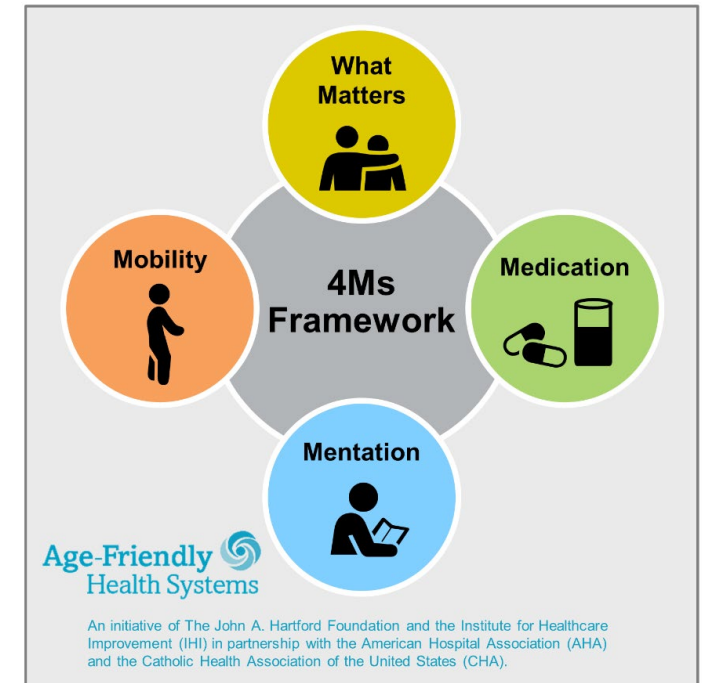 What
Matters
Mobility
Medication
4Ms
Framework
Mentation
Age-Friendly
Health Systems
An initiative of The John A. Hartford Foundation and the Institute for Healthcare
Improvement (IHI) in partnership with the American Hospital Association (AHA)
and the Catholic Health Association of the United States (CHA).